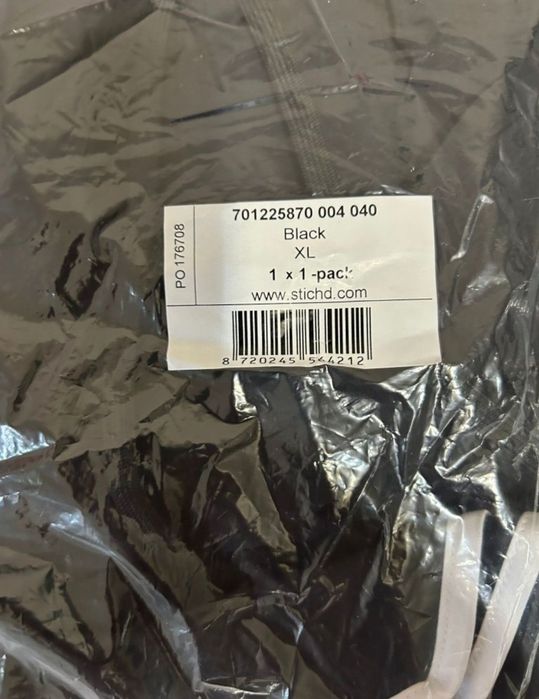 PO 176708
701225870 004 040
Black
XL
1 x 1 -pack
www.stichd.com
8 720245 544212